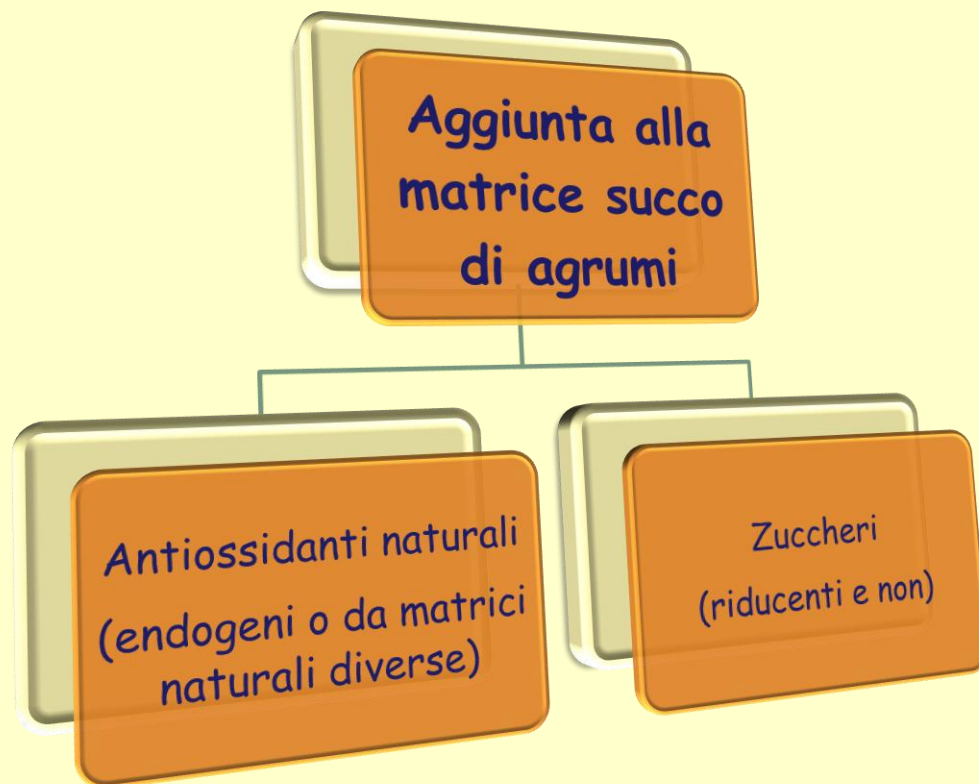 Aggiunta alla
matrice succo
di agrumi
Antiossidanti naturali
(endogeni o da matrici
naturali diverse)
Zuccheri
(riducenti e non)